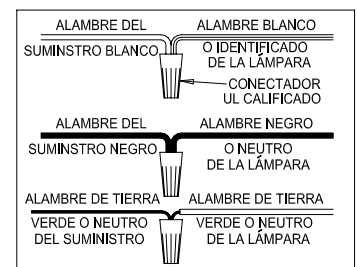 ALAMBRE DEL ALAMBRE BLANCO
SUMINSTRO BLANCO O IDENTIFICADO
DE LA LÁMPARA
CONECTADOR
UL CALIFICADO
ALAMBRE DEL ALAMBRE NEGRO
SUMINSTRO NEGRO O NEUTRO
DE LA LÁMPARA
ALAMBRE DE TIERRA ALAMBRE DE TIERRA
VERDE O NEUTRO VERDE O NEUTRO
DEL SUMINISTRO DE LA LÁMPARA